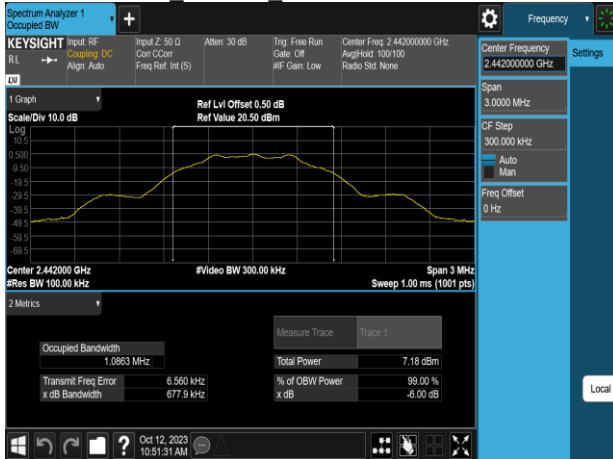 Spectrum Analyzer 1
Occupied BW
Frequency
KEYSIGHT
RL
LXI
Input: RF
Coupling: DC
Align: Auto
Input Z: 50 Ω
Corr CCorr
Freq Ref: Int (S)
Atten: 30 dB
Trig: Free Run
Gate: Off
#IF Gain: Low
Center Freq: 2.442000000 GHz
Avg|Hold: 100/100
Radio Std: None
Center Frequency
2.442000000 GHz
Settings
Span
3.0000 MHz
CF Step
300.000 kHz
Auto
Man
Freq Offset
0 Hz
Local
1 Graph
Scale/Div 10.0 dB
Ref Lvl Offset 0.50 dB
Ref Value 20.50 dBm
Log
10.5
0.500
-9.50
-19.5
-29.5
-39.5
-49.5
-59.5
-69.5
Center 2.442000 GHz
#Res BW 100.00 kHz
#Video BW 300.00 kHz
Span 3 MHz
Sweep 1.00 ms (1001 pts)
2 Metrics
Measure Trace
Trace 1
Occupied Bandwidth
1.0863 MHz
Total Power
7.18 dBm
Transmit Freq Error
6.560 kHz
% of OBW Power
99.00 %
x dB Bandwidth
677.9 kHz
x dB
-6.00 dB
?
Oct 12, 2023
10:51:31 AM